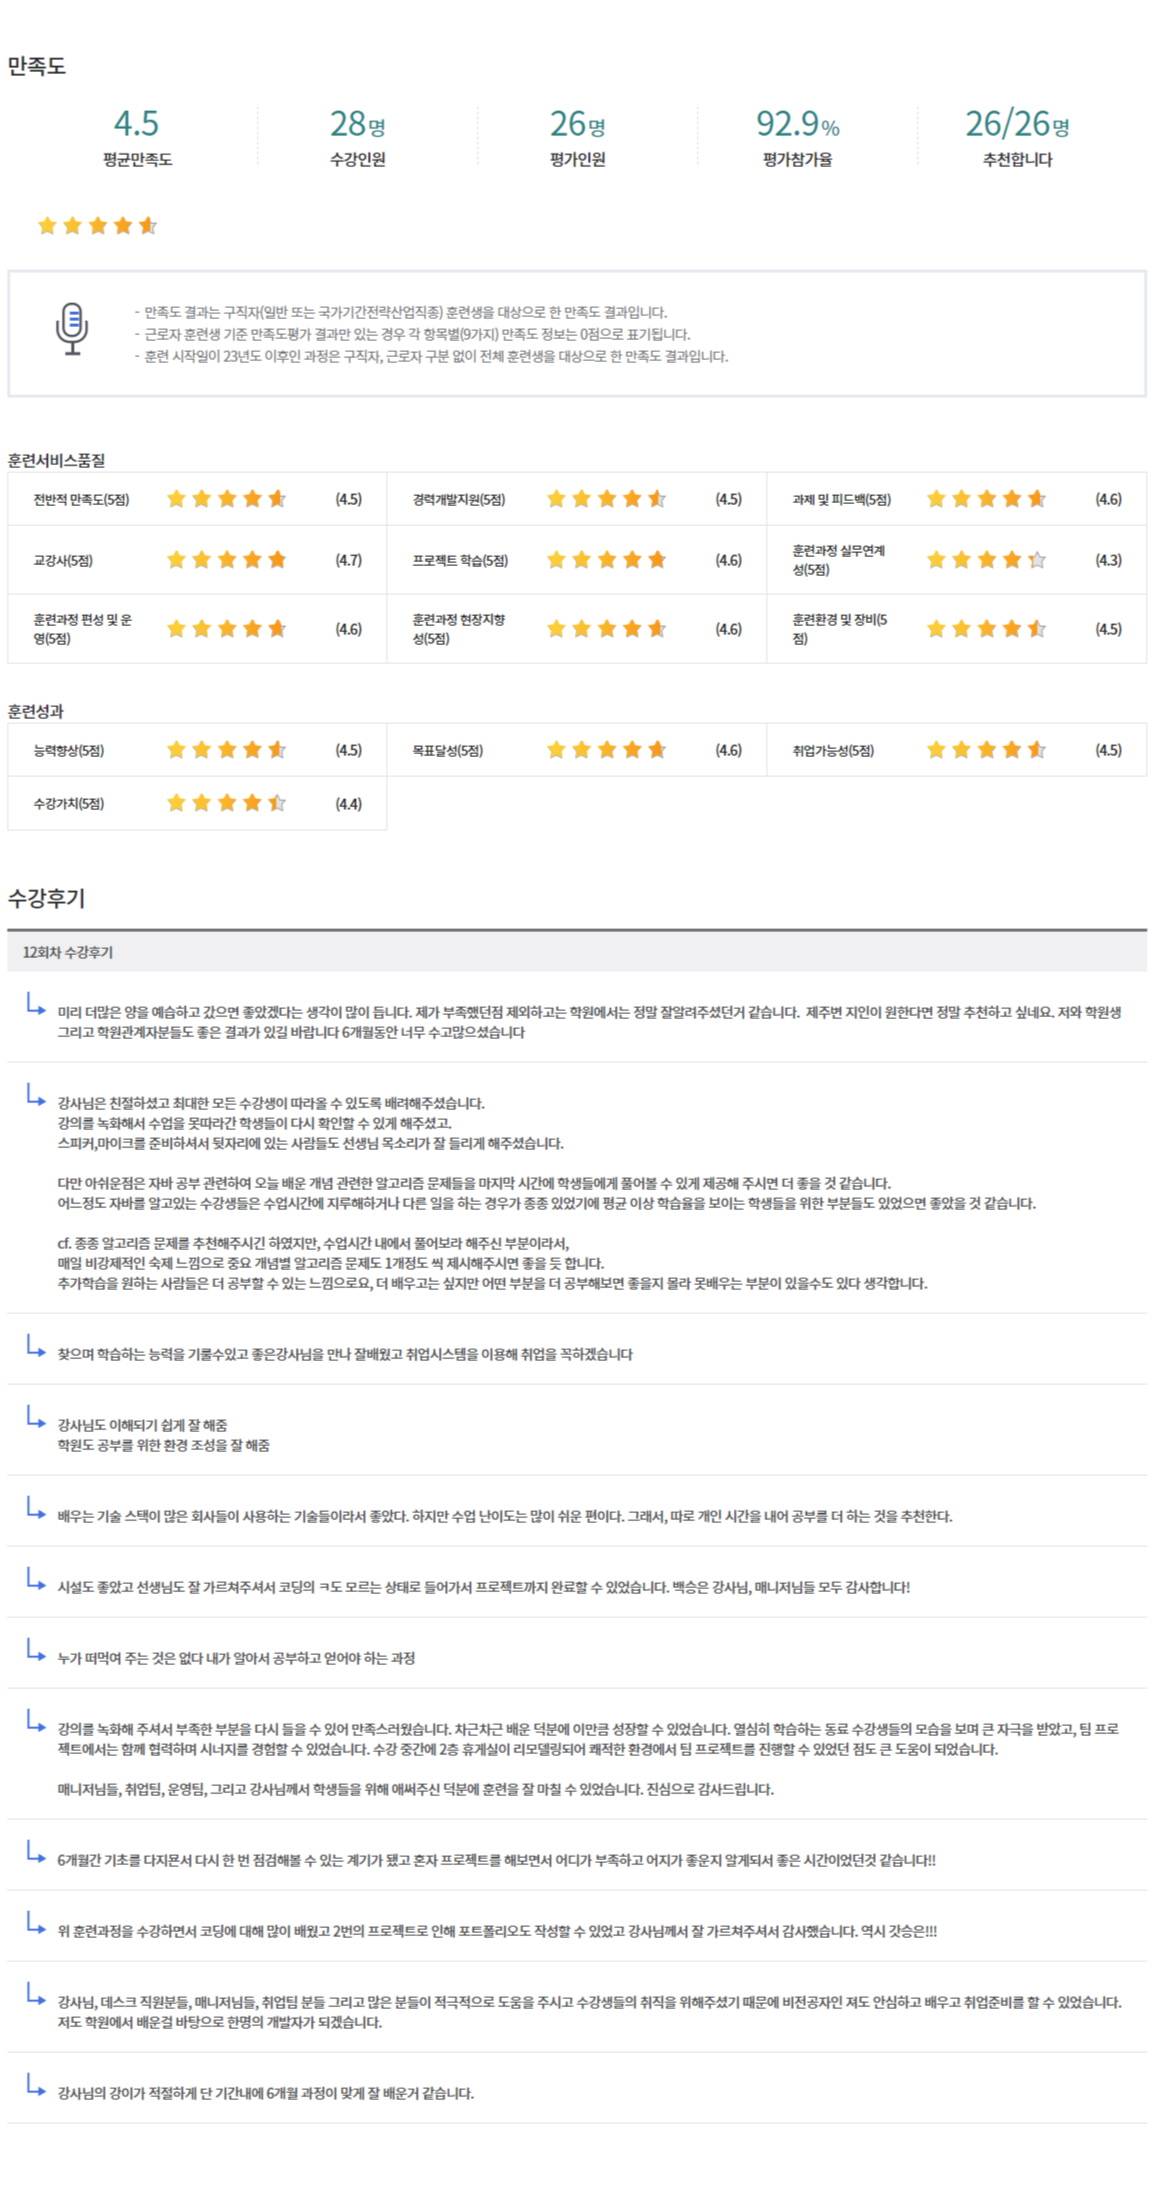 만족도
4.5
평균만족도
28명
수강인원
26명
평가인원
92.9%
평가참가율
26/26명
추천합니다
- 만족도 결과는 구직자(일반 또는 국가기간전략산업직종) 훈련생을 대상으로 한 만족도 결과입니다.
- 근로자 훈련생 기준 만족도평가 결과만 있는 경우 각 항목별(9가지) 만족도 정보는 0점으로 표기됩니다.
- 훈련 시작일이 23년도 이후인 과정은 구직자, 근로자 구분 없이 전체 훈련생을 대상으로 한 만족도 결과입니다.
훈련서비스품질
전반적 만족도(5점) (4.5)
경력개발지원(5점) (4.5)
과제 및 피드백(5점) (4.6)
교강사(5점) (4.7)
프로젝트 학습(5점) (4.6)
훈련과정 실무연계
성(5점) (4.3)
훈련과정 편성 및 운
영(5점) (4.6)
훈련과정 현장지향
성(5점) (4.6)
훈련환경 및 장비(5
점) (4.5)
훈련성과
능력향상(5점) (4.5)
목표달성(5점) (4.6)
취업가능성(5점) (4.5)
수강가치(5점) (4.4)
수강후기
12회차 수강후기
미리 더많은 양을 예습하고 갔으면 좋았겠다는 생각이 많이 듭니다. 제가 부족했던점 제외하고는 학원에서는 정말 잘알려주셨던거 같습니다. 제주변 지인이 원한다면 정말 추천하고 싶네요. 저와 학원생
그리고 학원관계자분들도 좋은 결과가 있길 바랍니다 6개월동안 너무 수고많으셨습니다
강사님은 친절하셨고 최대한 모든 수강생이 따라올 수 있도록 배려해주셨습니다.
강의를 녹화해서 수업을 못따라간 학생들이 다시 확인할 수 있게 해주셨고.
스피커,마이크를 준비하셔서 뒷자리에 있는 사람들도 선생님 목소리가 잘 들리게 해주셨습니다.
다만 아쉬운점은 자바 공부 관련하여 오늘 배운 개념 관련한 알고리즘 문제들을 마지막 시간에 학생들에게 풀어볼 수 있게 제공해 주시면 더 좋을 것 같습니다.
어느정도 자바를 알고있는 수강생들은 수업시간에 지루해하거나 다른 일을 하는 경우가 종종 있었기에 평균 이상 학습율을 보이는 학생들을 위한 부분들도 있었으면 좋았을 것 같습니다.
cf. 종종 알고리즘 문제를 추천해주시긴 하였지만, 수업시간 내에서 풀어보라 해주신 부분이라서,
매일 비강제적인 숙제 느낌으로 중요 개념별 알고리즘 문제도 1개정도 씩 제시해주시면 좋을 듯 합니다.
추가학습을 원하는 사람들은 더 공부할 수 있는 느낌으로요, 더 배우고는 싶지만 어떤 부분을 더 공부해보면 좋을지 몰라 못배우는 부분이 있을수도 있다 생각합니다.
찾으며 학습하는 능력을 기룰수있고 좋은강사님을 만나 잘배웠고 취업시스템을 이용해 취업을 꼭하겠습니다
강사님도 이해되기 쉽게 잘 해줌
학원도 공부를 위한 환경 조성을 잘 해줌
배우는 기술 스택이 많은 회사들이 사용하는 기술들이라서 좋았다. 하지만 수업 난이도는 많이 쉬운 편이다. 그래서, 따로 개인 시간을 내어 공부를 더 하는 것을 추천한다.
시설도 좋았고 선생님도 잘 가르쳐주셔서 코딩의 ㅋ도 모르는 상태로 들어가서 프로젝트까지 완료할 수 있었습니다. 백승은 강사님, 매니저님들 모두 감사합니다!
누가 떠먹여 주는 것은 없다 내가 알아서 공부하고 얻어야 하는 과정
강의를 녹화해 주셔서 부족한 부분을 다시 들을 수 있어 만족스러웠습니다. 차근차근 배운 덕분에 이만큼 성장할 수 있었습니다. 열심히 학습하는 동료 수강생들의 모습을 보며 큰 자극을 받았고, 팀 프로
젝트에서는 함께 협력하며 시너지를 경험할 수 있었습니다. 수강 중간에 2층 휴게실이 리모델링되어 쾌적한 환경에서 팀 프로젝트를 진행할 수 있었던 점도 큰 도움이 되었습니다.
매니저님들, 취업팀, 운영팀, 그리고 강사님께서 학생들을 위해 애써주신 덕분에 훈련을 잘 마칠 수 있었습니다. 진심으로 감사드립니다.
6개월간 기초를 다지묜서 다시 한 번 점검해볼 수 있는 계기가 됐고 혼자 프로젝트를 해보면서 어디가 부족하고 어지가 좋운지 알게되서 좋은 시간이었던것 같습니다!!
위 훈련과정을 수강하면서 코딩에 대해 많이 배웠고 2번의 프로젝트로 인해 포트폴리오도 작성할 수 있었고 강사님께서 잘 가르쳐주셔서 감사했습니다. 역시 갓승은!!!
강사님, 데스크 직원분들, 매니저님들, 취업팀 분들 그리고 많은 분들이 적극적으로 도움을 주시고 수강생들의 취직을 위해주셨기 때문에 비전공자인 저도 안심하고 배우고 취업준비를 할 수 있었습니다.
저도 학원에서 배운걸 바탕으로 한명의 개발자가 되겠습니다.
강사님의 강이가 적절하게 단 기간내에 6개월 과정이 맞게 잘 배운거 같습니다.